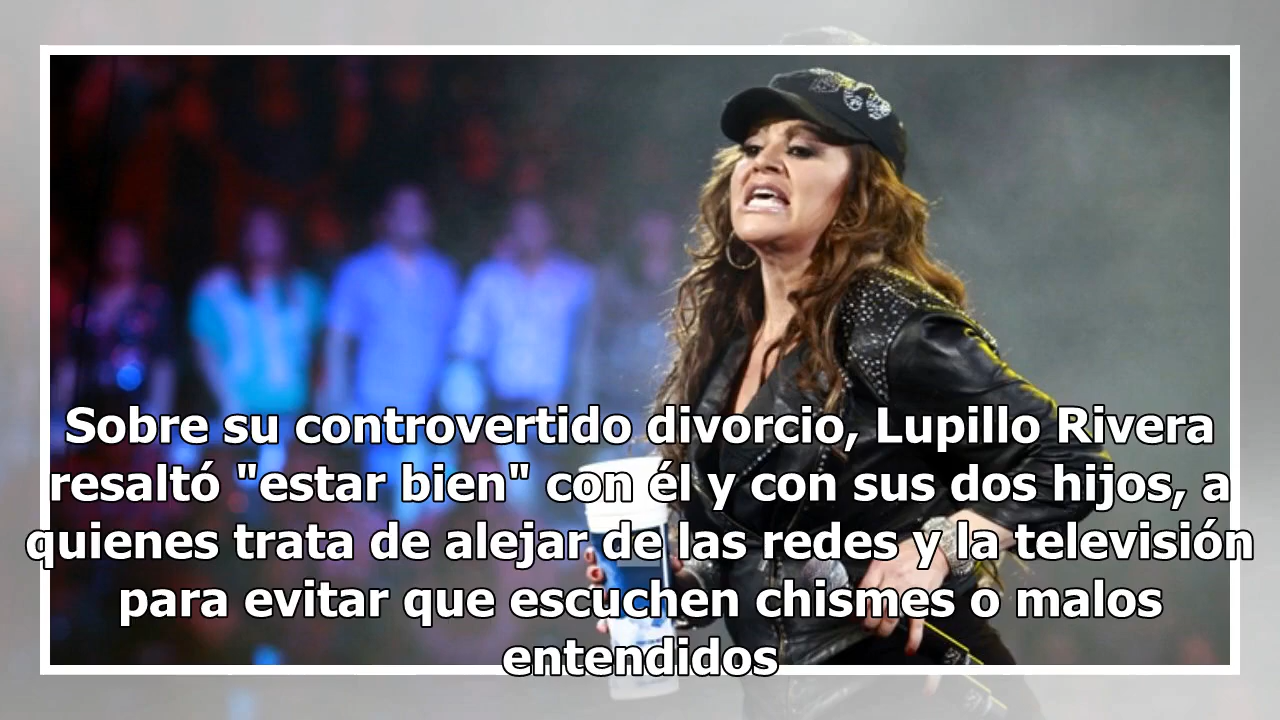 Sobre su controvertido divorcio, Lupillo Rivera
resaltó "estar bien" con él y con sus dos hijos, a
quienes trata de alejar de las redes y la televisión
para evitar que escuchen chismes o malos
entendidos